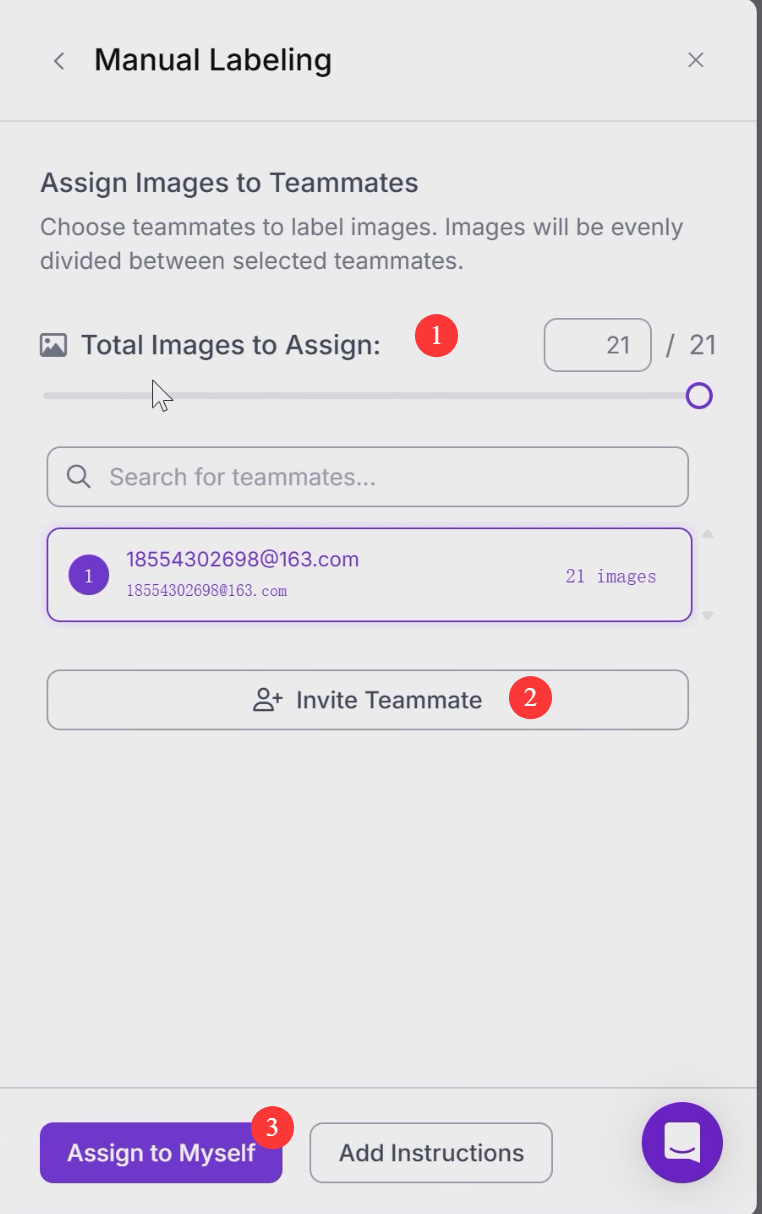 Manual Labeling
Assign Images to Teammates
Choose teammates to label images. Images will be evenly
divided between selected teammates.
Total Images to Assign: 1 21 / 21
Search for teammates...
1 18554302698@163.com
18554302698@163.com 21 images
Invite Teammate 2
3
Assign to Myself Add Instructions